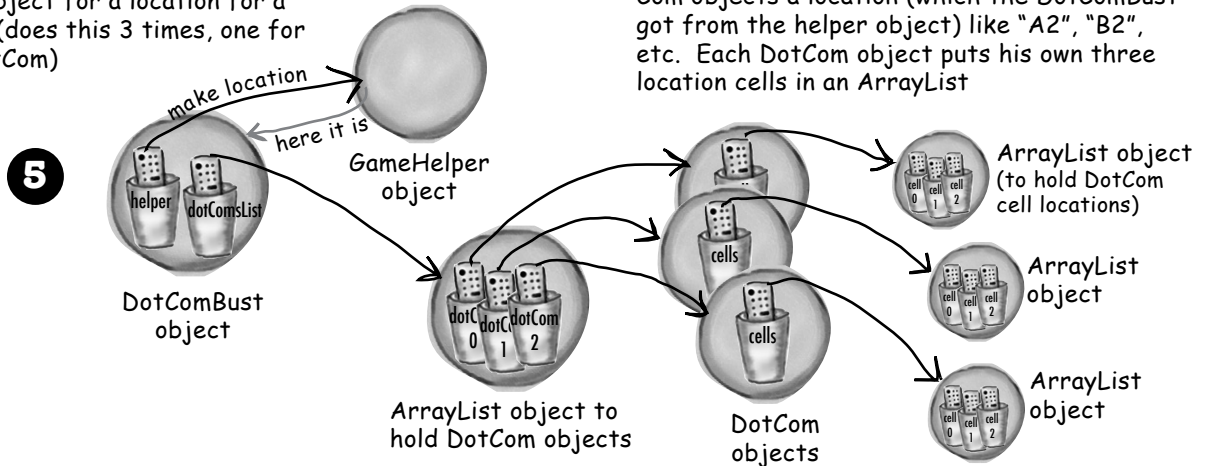 object for a location for a
(does this 3 times, one for
Com)
Com objects a location (which the DotComBust
got from the helper object) like “A2”, “B2”,
etc. Each DotCom object puts his own three
location cells in an ArrayList
5
make location
here it is
GameHelper
object
helper
dotComsList
DotComBust
object
dotC
0
dotC
1
dotCom
2
ArrayList object to
hold DotCom objects
cells
cells
DotCom
objects
cell
0
cell
1
cell
2
ArrayList object
(to hold DotCom
cell locations)
cell
0
cell
1
cell
2
ArrayList
object
cell
0
cell
1
cell
2
ArrayList
object